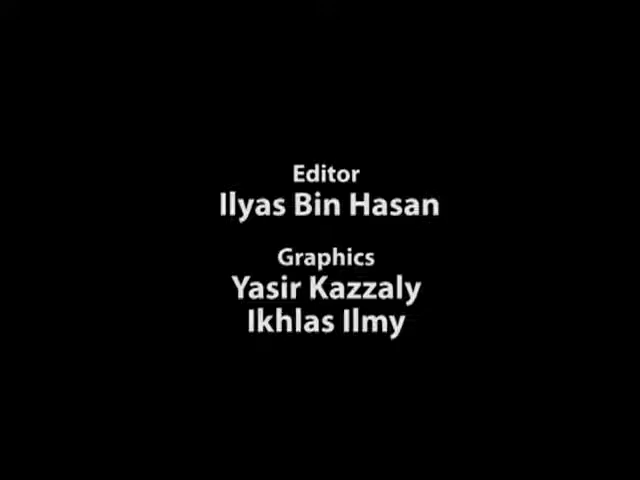 Editor
Ilyas Bin Hasan
Graphics
Yasir Kazzaly
Ikhlas Ilmy